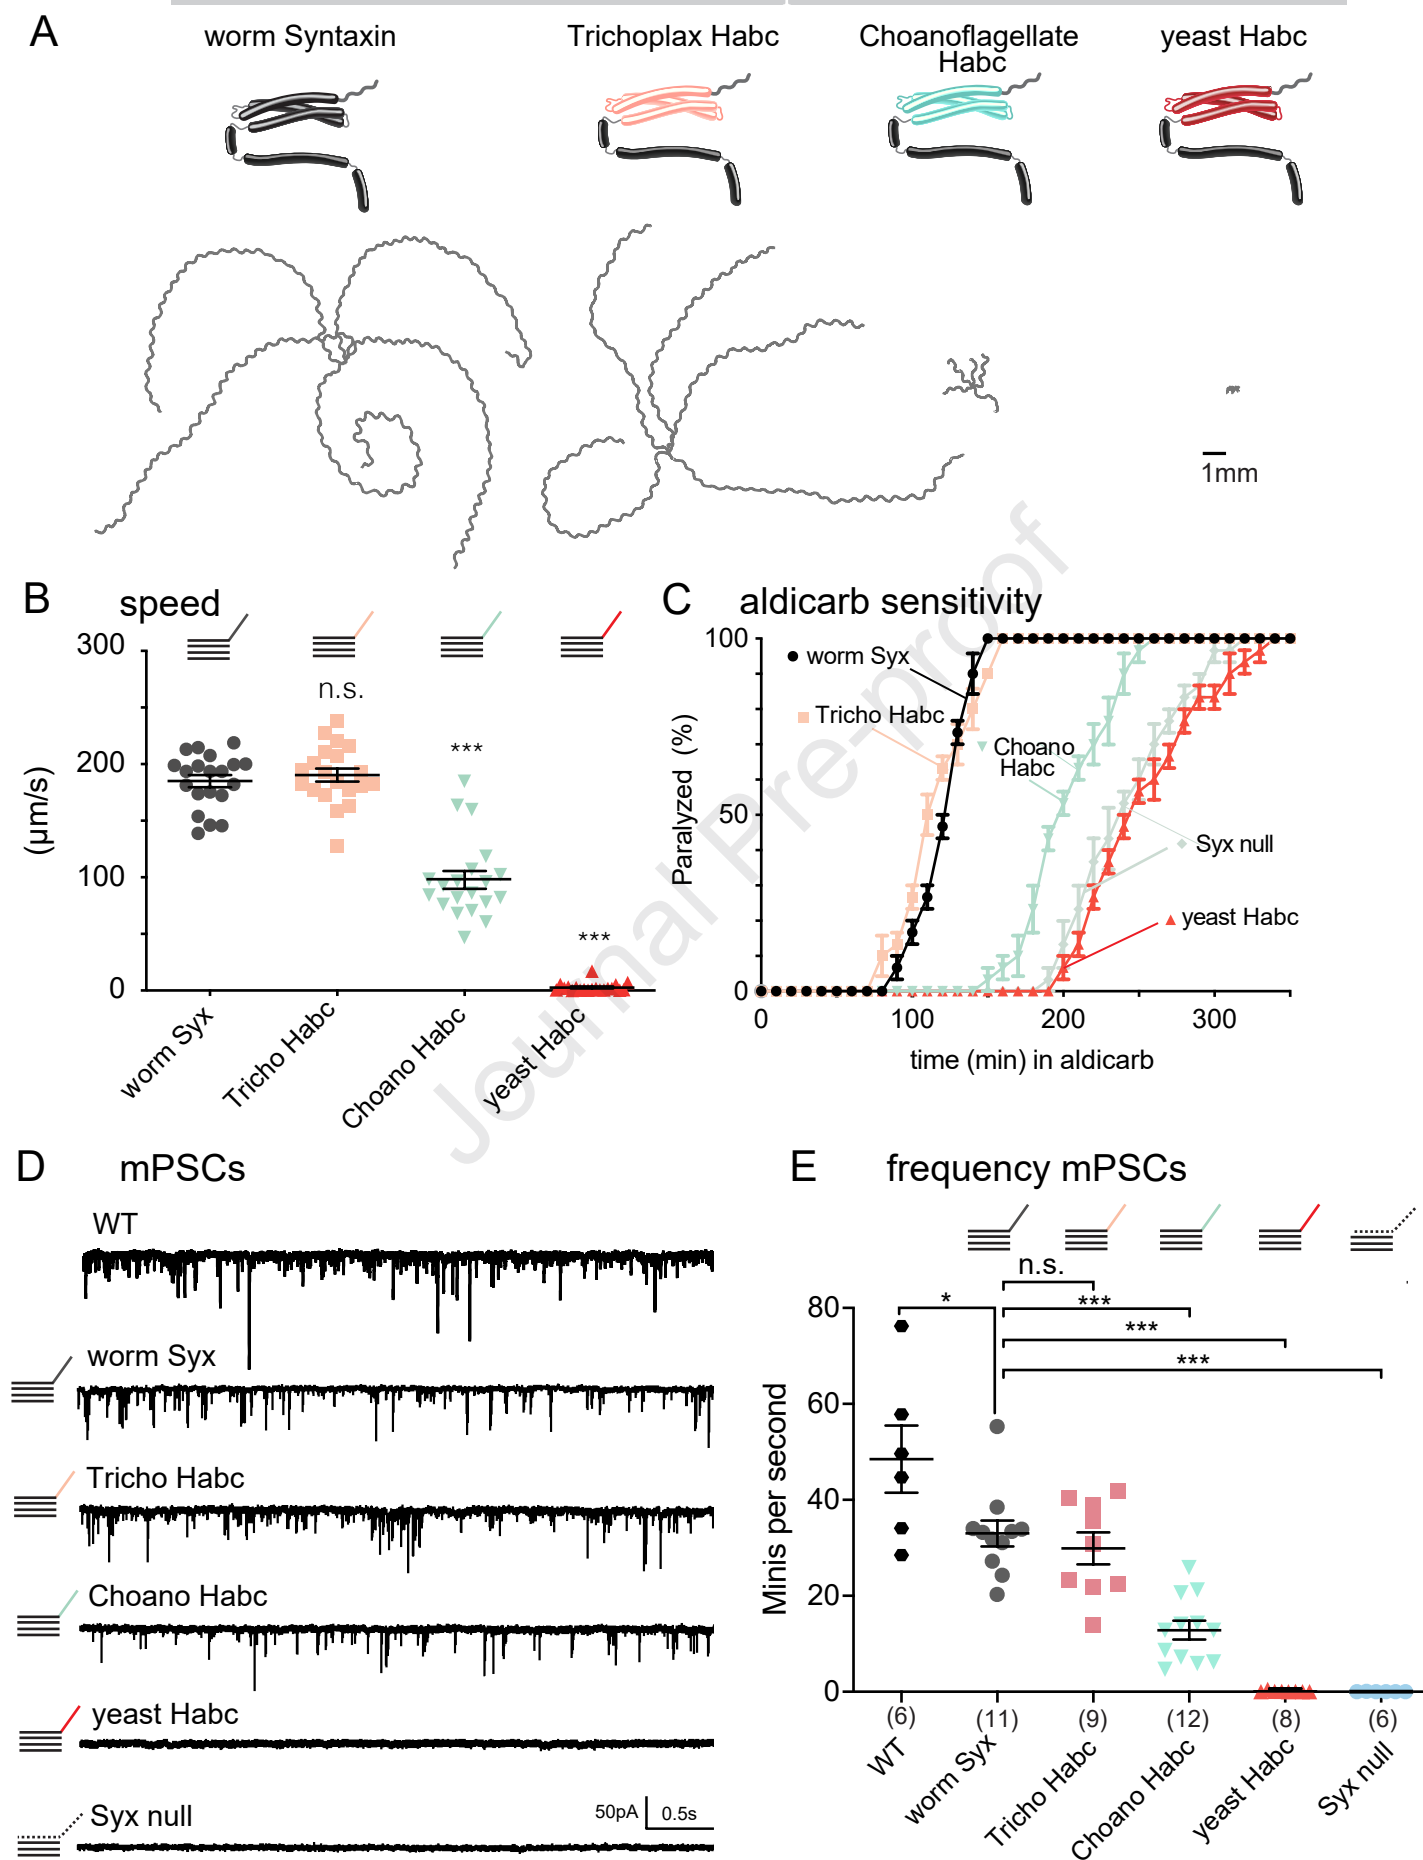 A
worm Syntaxin
Trichoplax Habc
Choanoflagellate
Habc
yeast Habc
1mm
B
speed
300
200
100
0
(µm/s)
n.s.
***
***
worm Syx
Tricho Habc
Choano Habc
yeast Habc
C
aldicarb sensitivity
100
50
0
Paralyzed (%)
worm Syx
Tricho Habc
Choano
Habc
Syx null
yeast Habc
0
100
200
300
time (min) in aldicarb
Journal Pre-proof
D
mPSCs
WT
worm Syx
Tricho Habc
Choano Habc
yeast Habc
Syx null
50pA
0.5s
E
frequency mPSCs
n.s.
*
***
***
***
80
60
40
20
0
Minis per second
(6)
(11)
(9)
(12)
(8)
(6)
WT
worm Syx
Tricho Habc
Choano Habc
yeast Habc
Syx null